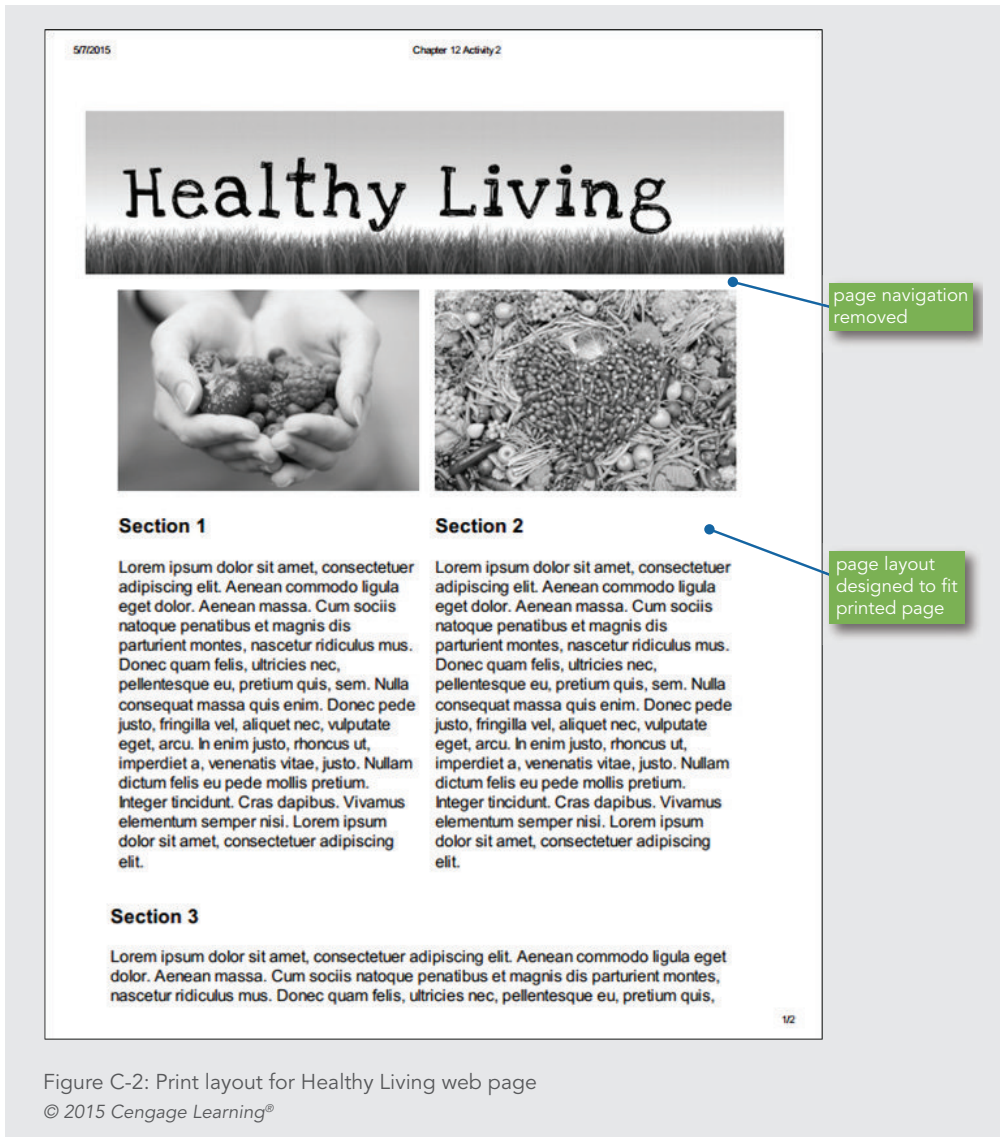 5/7/2015 Chapter 12 Activity 2
Healthy Living
page navigation
removed
Section 1
Lorem ipsum dolor sit amet, consectetuer
adipiscing elit. Aenean commodo ligula
eget dolor. Aenean massa. Cum sociis
natoque penatibus et magnis dis
parturient montes, nascetur ridiculus mus.
Donec quam felis, ultricies nec,
pellentesque eu, pretium quis, sem. Nulla
consequat massa quis enim. Donec pede
justo, fringilla vel, aliquet nec, vulputate
eget, arcu. In enim justo, rhoncus ut,
imperdiet a, venenatis vitae, justo. Nullam
dictum felis eu pede mollis pretium.
Integer tincidunt. Cras dapibus. Vivamus
elementum semper nisi. Lorem ipsum
dolor sit amet, consectetuer adipiscing
elit.
Section 2
Lorem ipsum dolor sit amet, consectetuer
adipiscing elit. Aenean commodo ligula
eget dolor. Aenean massa. Cum sociis
natoque penatibus et magnis dis
parturient montes, nascetur ridiculus mus.
Donec quam felis, ultricies nec,
pellentesque eu, pretium quis, sem. Nulla
consequat massa quis enim. Donec pede
justo, fringilla vel, aliquet nec, vulputate
eget, arcu. In enim justo, rhoncus ut,
imperdiet a, venenatis vitae, justo. Nullam
dictum felis eu pede mollis pretium.
Integer tincidunt. Cras dapibus. Vivamus
elementum semper nisi. Lorem ipsum
dolor sit amet, consectetuer adipiscing
elit.
page layout
designed to fit
printed page
Section 3
Lorem ipsum dolor sit amet, consectetuer adipiscing elit. Aenean commodo ligula eget
dolor. Aenean massa. Cum sociis natoque penatibus et magnis dis parturient montes,
nascetur ridiculus mus. Donec quam felis, ultricies nec, pellentesque eu, pretium quis,
1/2
Figure C-2: Print layout for Healthy Living web page
© 2015 Cengage Learning®